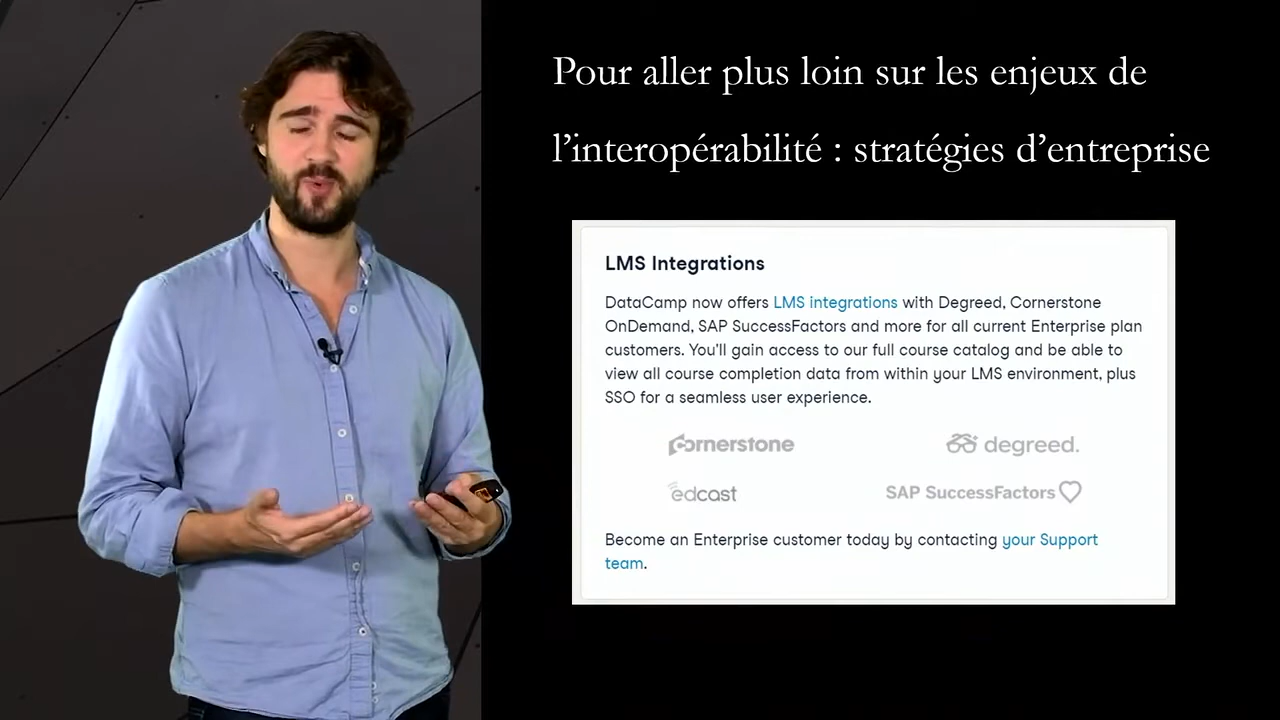 Pour aller plus loin sur les enjeux de
l’interopérabilité : stratégies d’entreprise
LMS Integrations
DataCamp now offers LMS integrations with Degreed, Cornerstone
OnDemand, SAP SuccessFactors and more for all current Enterprise plan
customers. You'll gain access to our full course catalog and be able to
view all course completion data from within your LMS environment, plus
SSO for a seamless user experience.
cornerstone
degreed.
edcast
SAP SuccessFactors
Become an Enterprise customer today by contacting your Support
team.